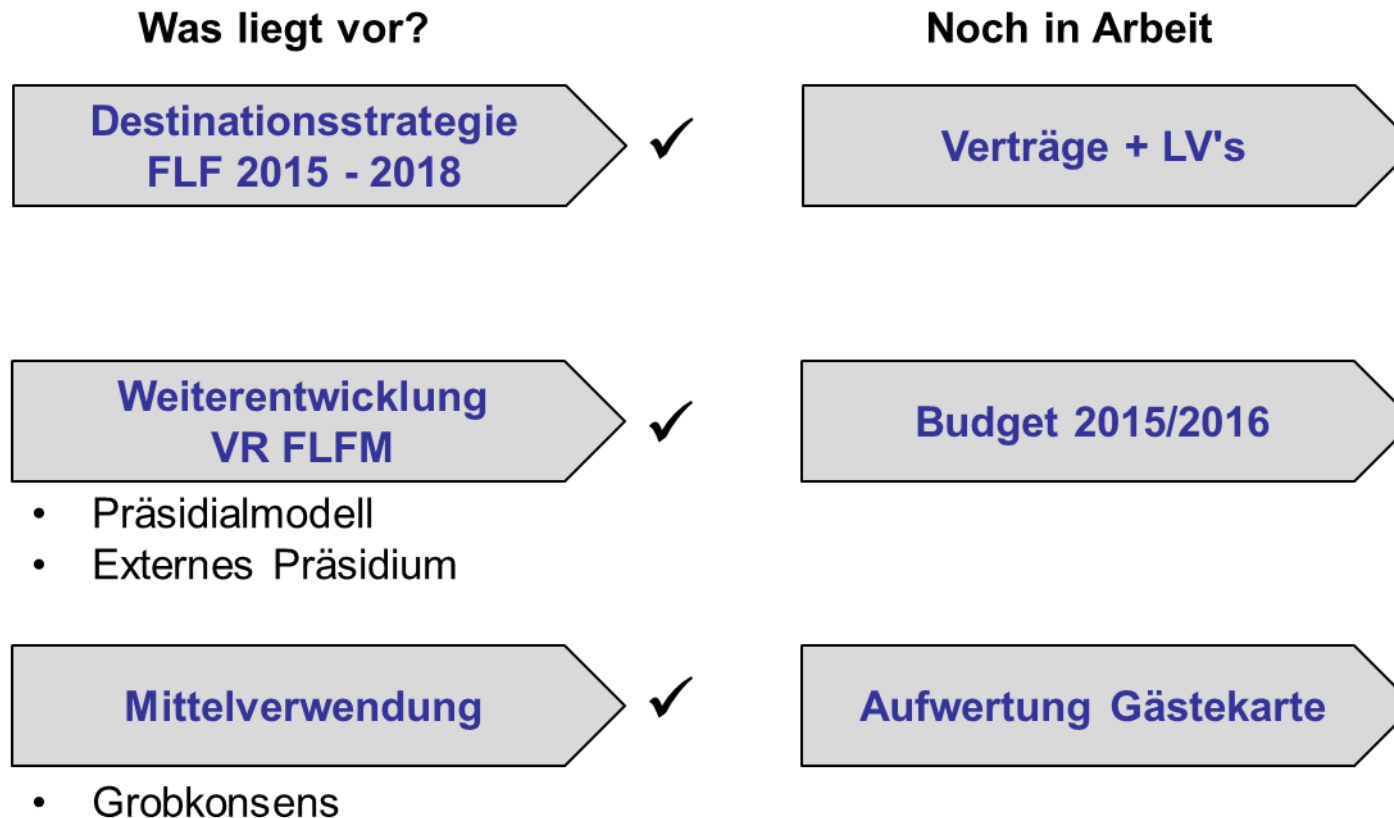 Was liegt vor?
Noch in Arbeit
Destinationsstrategie
FLF 2015 - 2018
✓
Verträge + LV's
Weiterentwicklung
VR FLFM
✓
Budget 2015/2016
• Präsidialmodell
• Externes Präsidium
Mittelverwendung
✓
Aufwertung Gästekarte
• Grobkonsens